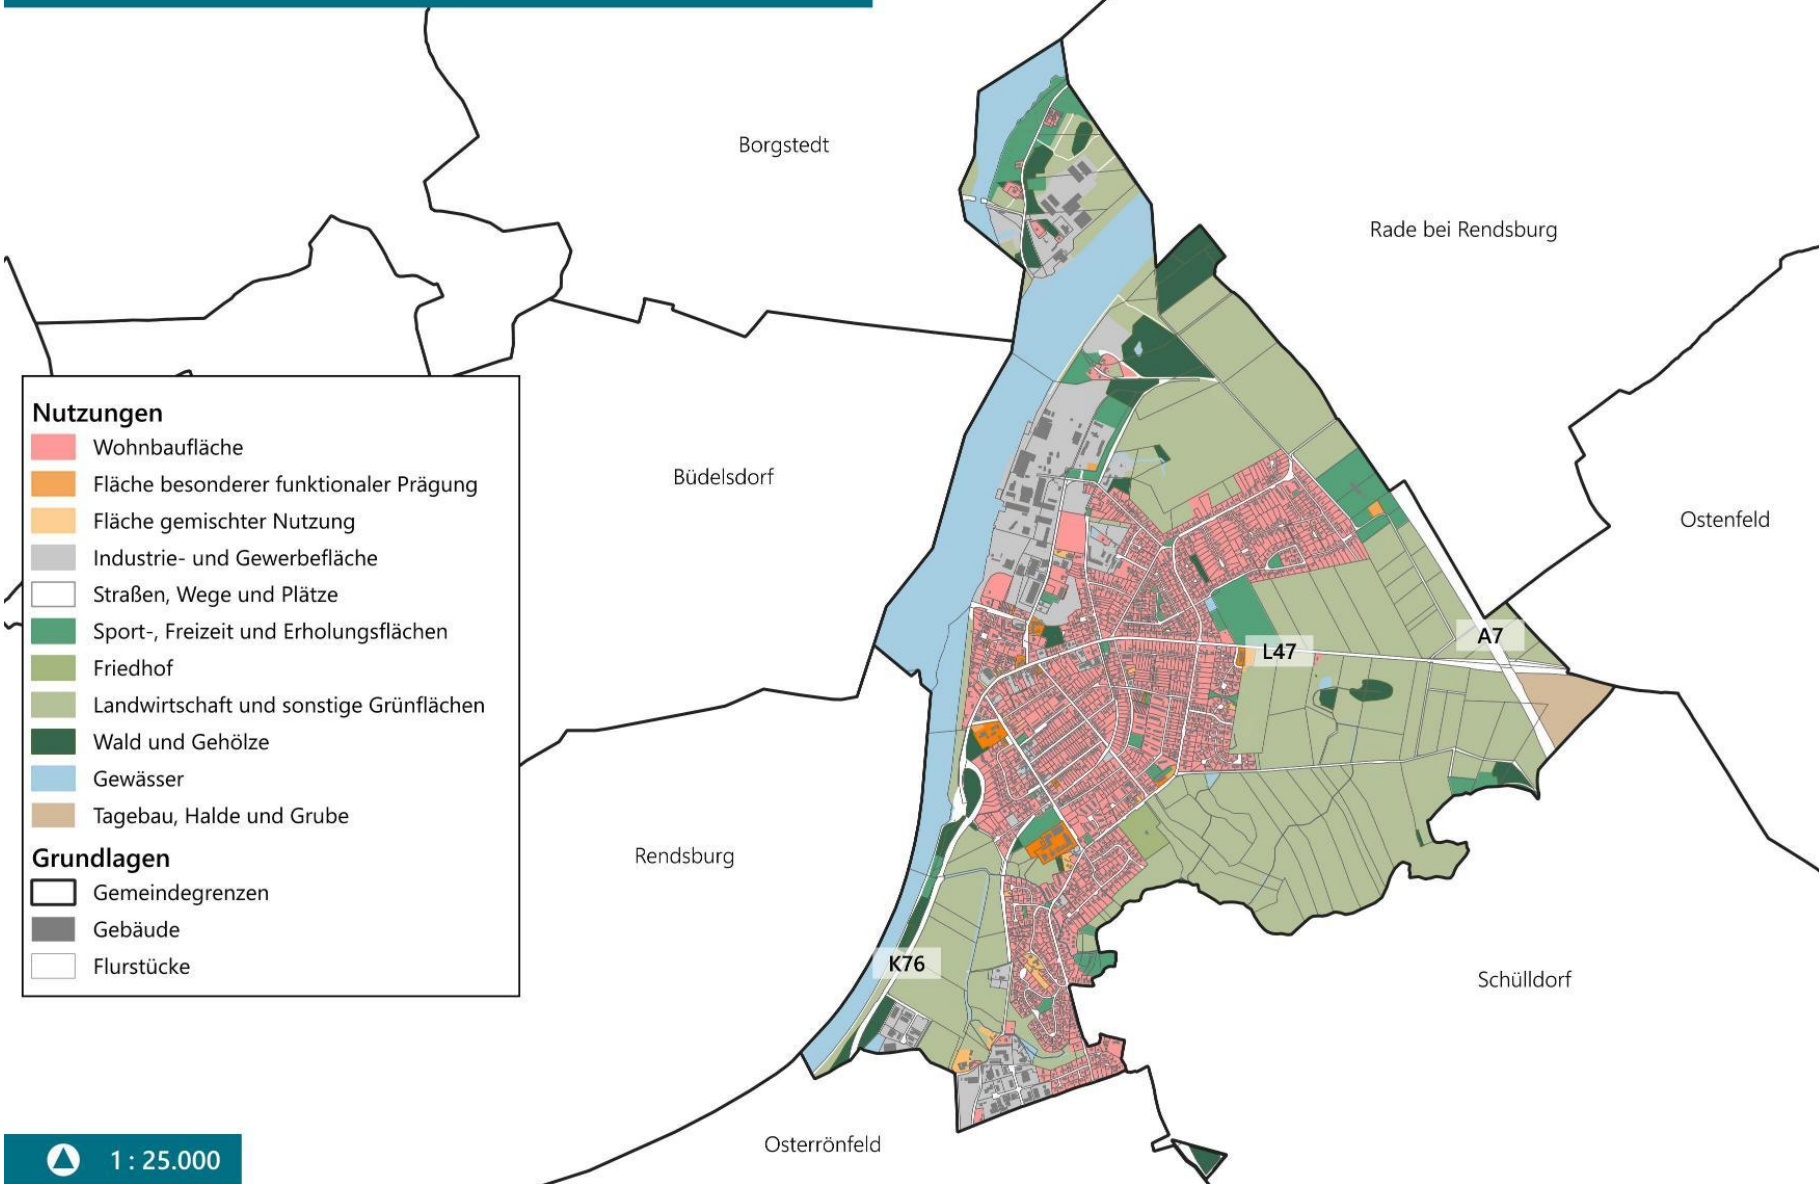 Borgstedt
Rade bei Rendsburg
Büdelsdorf
Ostenfeld
Nutzungen
Wohnbaufläche
Fläche besonderer funktionaler Prägung
Fläche gemischter Nutzung
Industrie- und Gewerbefläche
Straßen, Wege und Plätze
Sport-, Freizeit und Erholungsflächen
Friedhof
Landwirtschaft und sonstige Grünflächen
Wald und Gehölze
Gewässer
Tagebau, Halde und Grube
Grundlagen
Gemeindegrenzen
Gebäude
Flurstücke
A7
L47
Rendsburg
K76
Schülldorf
Osterrönfeld
1 : 25.000